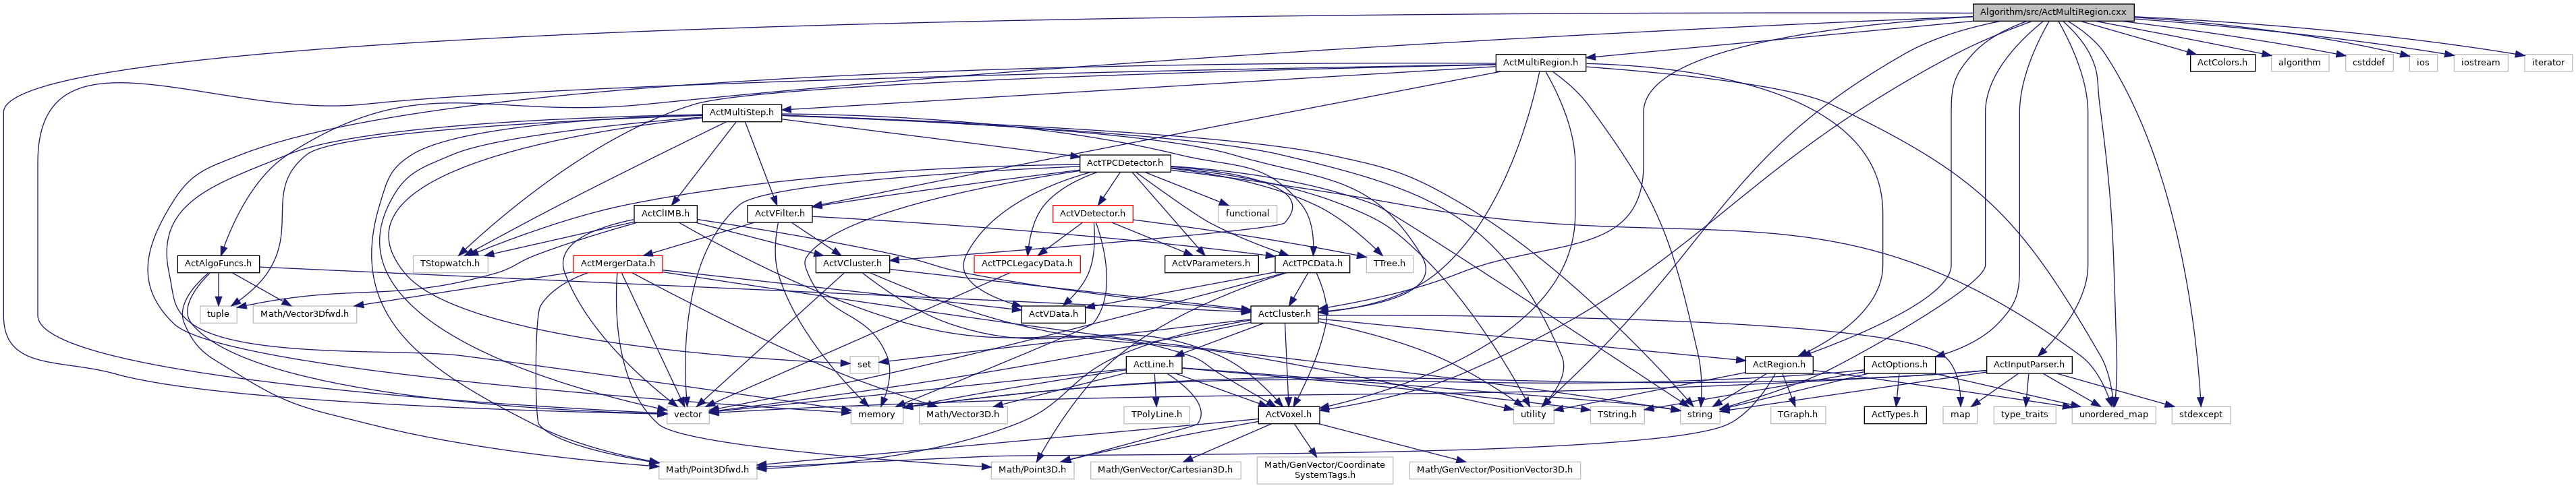 Algorithm/src/ActMultiRegion.cxx
ActMultiRegion.h
ActColors.h
algorithm
cstddef
ios
iostream
iterator
ActMultiStep.h
ActTPCDetector.h
ActClIMB.h
ActVFilter.h
ActVDetector.h
functional
ActAlgoFuncs.h
TStopwatch.h
ActMergerData.h
ActVCluster.h
ActTPCLegacyData.h
ActVParameters.h
ActTPCData.h
TTree.h
tuple
Math/Vector3Dfwd.h
ActVData.h
ActCluster.h
set
ActLine.h
ActRegion.h
ActOptions.h
ActInputParser.h
vector
memory
Math/Vector3D.h
TPolyLine.h
ActVoxel.h
utility
TString.h
string
TGraph.h
ActTypes.h
map
type_traits
unordered_map
stdexcept
Math/Point3Dfwd.h
Math/Point3D.h
Math/GenVector/Cartesian3D.h
Math/GenVector/Coordinate
SystemTags.h
Math/GenVector/PositionVector3D.h